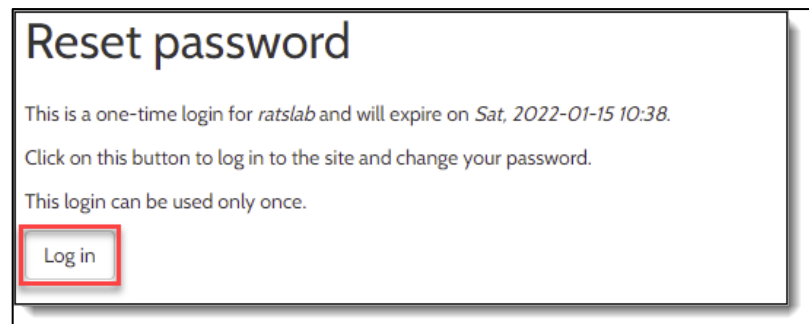 Reset password
This is a one-time login for ratslab and will expire on Sat, 2022-01-15 10:38.
Click on this button to log in to the site and change your password.
This login can be used only once.
Log in